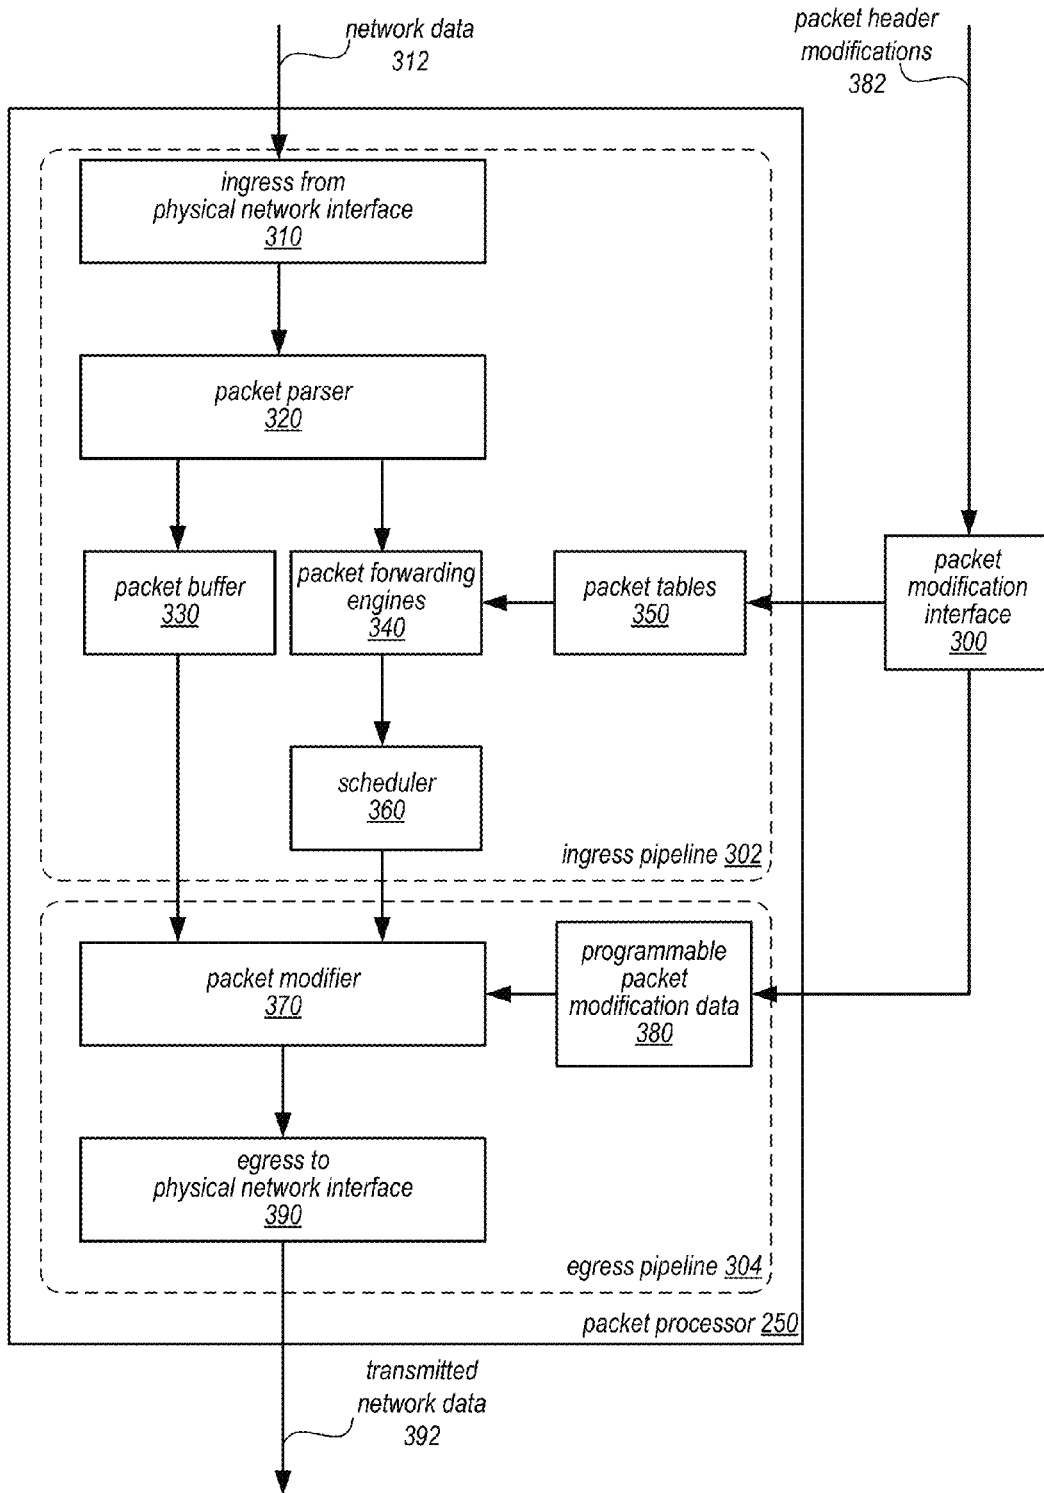 network data
312
packet header
modifications
382
ingress from
physical network interface
310
packet parser
320
packet buffer
330
packet forwarding
engines
340
packet tables
350
packet
modification
interface
300
scheduler
360
ingress pipeline 302
packet modifier
370
programmable
packet
modification data
380
egress to
physical network interface
390
egress pipeline 304
packet processor 250
transmitted
network data
392